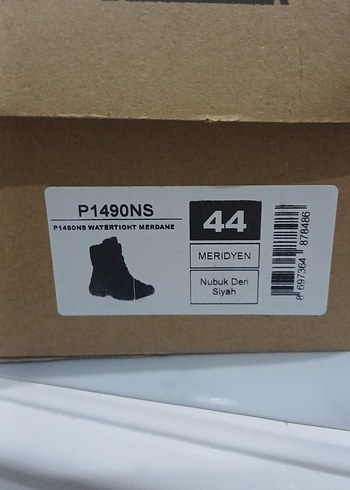 P1490NS
P1490NS WATERTIGHT MERDANE
44
MERIDYEN
Nubuk Deri
Siyah
8 697364 878486